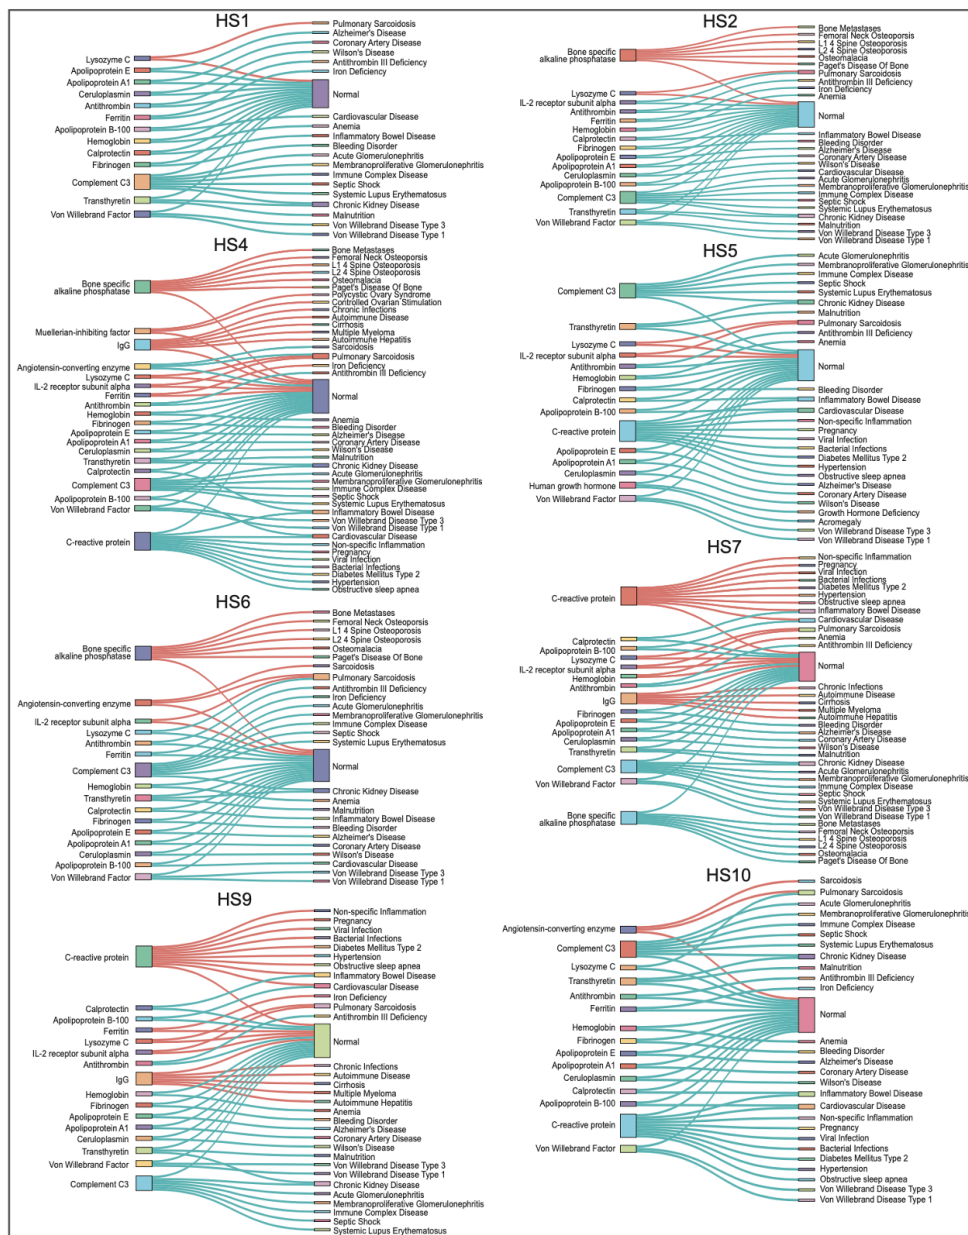 HS1
Lysozyme C
Apolipoprotein E
Apolipoprotein A1
Ceruloplasmin
Antithrombin
Ferritin
Apolipoprotein B-100
Hemoglobin
Calprotectin
Fibrinogen
Complement C3
Transthyretin
Von Willebrand Factor
Pulmonary Sarcoidosis
Alzheimer's Disease
Coronary Artery Disease
Wilson's Disease
Antithrombin III Deficiency
Iron Deficiency
Normal
Cardiovascular Disease
Anemia
Inflammatory Bowel Disease
Bleeding Disorder
Acute Glomerulonephritis
Membranoproliferative Glomerulonephritis
Immune Complex Disease
Septic Shock
Systemic Lupus Erythematosus
Chronic Kidney Disease
Malnutrition
Von Willebrand Disease Type 3
Von Willebrand Disease Type 1
HS2
Bone specific
alkaline phosphatase
Lysozyme C
IL-2 receptor subunit alpha
Antithrombin
Ferritin
Hemoglobin
Calprotectin
Fibrinogen
Apolipoprotein E
Apolipoprotein A1
Ceruloplasmin
Apolipoprotein B-100
Complement C3
Transthyretin
Von Willebrand Factor
Bone Metastases
Femoral Neck Osteoporsis
L1 4 Spine Osteoporosis
L2 4 Spine Osteoporosis
Osteomalacia
Paget's Disease Of Bone
Pulmonary Sarcoidosis
Antithrombin III Deficiency
Iron Deficiency
Anemia
Normal
Inflammatory Bowel Disease
Bleeding Disorder
Alzheimer's Disease
Coronary Artery Disease
Wilson's Disease
Cardiovascular Disease
Acute Glomerulonephritis
Membranoproliferative Glomerulonephritis
Immune Complex Disease
Septic Shock
Systemic Lupus Erythematosus
Chronic Kidney Disease
Malnutrition
Von Willebrand Disease Type 3
Von Willebrand Disease Type 1
HS4
Bone specific
alkaline phosphatase
Muellerian-inhibiting factor
IgG
Angiotensin-converting enzyme
Lysozyme C
IL-2 receptor subunit alpha
Ferritin
Antithrombin
Hemoglobin
Fibrinogen
Apolipoprotein E
Apolipoprotein A1
Ceruloplasmin
Transthyretin
Calprotectin
Complement C3
Apolipoprotein B-100
Von Willebrand Factor
C-reactive protein
Bone Metastases
Femoral Neck Osteoporosis
L1 4 Spine Osteoporosis
L2 4 Spine Osteoporosis
Osteomalacia
Paget's Disease Of Bone
Polycystic Ovary Syndrome
Controlled Ovarian Stimulation
Chronic Infections
Autoimmune Disease
Cirrhosis
Multiple Myeloma
Autoimmune Hepatitis
Sarcoidosis
Pulmonary Sarcoidosis
Iron Deficiency
Antithrombin III Deficiency
Normal
Anemia
Bleeding Disorder
Alzheimer's Disease
Coronary Artery Disease
Wilson's Disease
Malnutrition
Chronic Kidney Disease
Acute Glomerulonephritis
Membranoproliferative Glomerulonephritis
Immune Complex Disease
Septic Shock
Systemic Lupus Erythematosus
Inflammatory Bowel Disease
Von Willebrand Disease Type 3
Von Willebrand Disease Type 1
Cardiovascular Disease
Non-specific Inflammation
Pregnancy
Viral Infection
Bacterial Infections
Diabetes Mellitus Type 2
Hypertension
Obstructive sleep apnea
HS5
Complement C3
Transthyretin
Lysozyme C
IL-2 receptor subunit alpha
Antithrombin
Hemoglobin
Fibrinogen
Calprotectin
Apolipoprotein B-100
C-reactive protein
Apolipoprotein E
Apolipoprotein A1
Ceruloplasmin
Human growth hormone
Von Willebrand Factor
Acute Glomerulonephritis
Membranoproliferative Glomerulonephritis
Immune Complex Disease
Septic Shock
Systemic Lupus Erythematosus
Chronic Kidney Disease
Malnutrition
Pulmonary Sarcoidosis
Antithrombin III Deficiency
Anemia
Normal
Bleeding Disorder
Inflammatory Bowel Disease
Cardiovascular Disease
Non-specific Inflammation
Pregnancy
Viral Infection
Bacterial Infections
Diabetes Mellitus Type 2
Hypertension
Obstructive sleep apnea
Alzheimer's Disease
Coronary Artery Disease
Wilson's Disease
Growth Hormone Deficiency
Acromegaly
Von Willebrand Disease Type 3
Von Willebrand Disease Type 1
HS6
Bone specific
alkaline phosphatase
Angiotensin-converting enzyme
IL-2 receptor subunit alpha
Lysozyme C
Antithrombin
Ferritin
Complement C3
Hemoglobin
Transthyretin
Calprotectin
Fibrinogen
Apolipoprotein E
Apolipoprotein A1
Ceruloplasmin
Apolipoprotein B-100
Von Willebrand Factor
Bone Metastases
Femoral Neck Osteoporosis
L1 4 Spine Osteoporosis
L2 4 Spine Osteoporosis
Osteomalacia
Paget's Disease Of Bone
Sarcoidosis
Pulmonary Sarcoidosis
Antithrombin III Deficiency
Iron Deficiency
Acute Glomerulonephritis
Membranoproliferative Glomerulonephritis
Immune Complex Disease
Septic Shock
Systemic Lupus Erythematosus
Normal
Chronic Kidney Disease
Anemia
Malnutrition
Inflammatory Bowel Disease
Bleeding Disorder
Alzheimer's Disease
Coronary Artery Disease
Wilson's Disease
Cardiovascular Disease
Von Willebrand Disease Type 3
Von Willebrand Disease Type 1
HS7
C-reactive protein
Calprotectin
Apolipoprotein B-100
Lysozyme C
IL-2 receptor subunit alpha
Hemoglobin
Antithrombin
IgG
Fibrinogen
Apolipoprotein E
Apolipoprotein A1
Ceruloplasmin
Transthyretin
Complement C3
Von Willebrand Factor
Bone specific
alkaline phosphatase
Non-specific Inflammation
Pregnancy
Viral Infection
Bacterial Infections
Diabetes Mellitus Type 2
Hypertension
Obstructive sleep apnea
Inflammatory Bowel Disease
Cardiovascular Disease
Pulmonary Sarcoidosis
Anemia
Antithrombin III Deficiency
Normal
Chronic Infections
Autoimmune Disease
Cirrhosis
Multiple Myeloma
Autoimmune Hepatitis
Bleeding Disorder
Alzheimer's Disease
Coronary Artery Disease
Wilson's Disease
Malnutrition
Chronic Kidney Disease
Acute Glomerulonephritis
Membranoproliferative Glomerulonephritis
Immune Complex Disease
Septic Shock
Systemic Lupus Erythematosus
Von Willebrand Disease Type 3
Von Willebrand Disease Type 1
Bone Metastases
Femoral Neck Osteoporosis
L1 4 Spine Osteoporosis
L2 4 Spine Osteoporosis
Osteomalacia
Paget's Disease Of Bone
HS9
C-reactive protein
Calprotectin
Apolipoprotein B-100
Ferritin
Lysozyme C
IL-2 receptor subunit alpha
Antithrombin
IgG
Hemoglobin
Fibrinogen
Apolipoprotein E
Apolipoprotein A1
Ceruloplasmin
Transthyretin
Von Willebrand Factor
Complement C3
Non-specific Inflammation
Pregnancy
Viral Infection
Bacterial Infections
Diabetes Mellitus Type 2
Hypertension
Obstructive sleep apnea
Inflammatory Bowel Disease
Cardiovascular Disease
Iron Deficiency
Pulmonary Sarcoidosis
Antithrombin III Deficiency
Normal
Chronic Infections
Autoimmune Disease
Cirrhosis
Multiple Myeloma
Autoimmune Hepatitis
Anemia
Bleeding Disorder
Alzheimer's Disease
Coronary Artery Disease
Wilson's Disease
Malnutrition
Von Willebrand Disease Type 3
Von Willebrand Disease Type 1
Chronic Kidney Disease
Acute Glomerulonephritis
Membranoproliferative Glomerulonephritis
Immune Complex Disease
Septic Shock
Systemic Lupus Erythematosus
HS10
Angiotensin-converting enzyme
Complement C3
Lysozyme C
Transthyretin
Antithrombin
Ferritin
Hemoglobin
Fibrinogen
Apolipoprotein E
Apolipoprotein A1
Ceruloplasmin
Calprotectin
Apolipoprotein B-100
C-reactive protein
Von Willebrand Factor
Sarcoidosis
Pulmonary Sarcoidosis
Acute Glomerulonephritis
Membranoproliferative Glomerulonephritis
Immune Complex Disease
Septic Shock
Systemic Lupus Erythematosus
Chronic Kidney Disease
Malnutrition
Antithrombin III Deficiency
Iron Deficiency
Normal
Anemia
Bleeding Disorder
Alzheimer's Disease
Coronary Artery Disease
Wilson's Disease
Inflammatory Bowel Disease
Cardiovascular Disease
Non-specific Inflammation
Pregnancy
Viral Infection
Bacterial Infections
Diabetes Mellitus Type 2
Hypertension
Obstructive sleep apnea
Von Willebrand Disease Type 3
Von Willebrand Disease Type 1